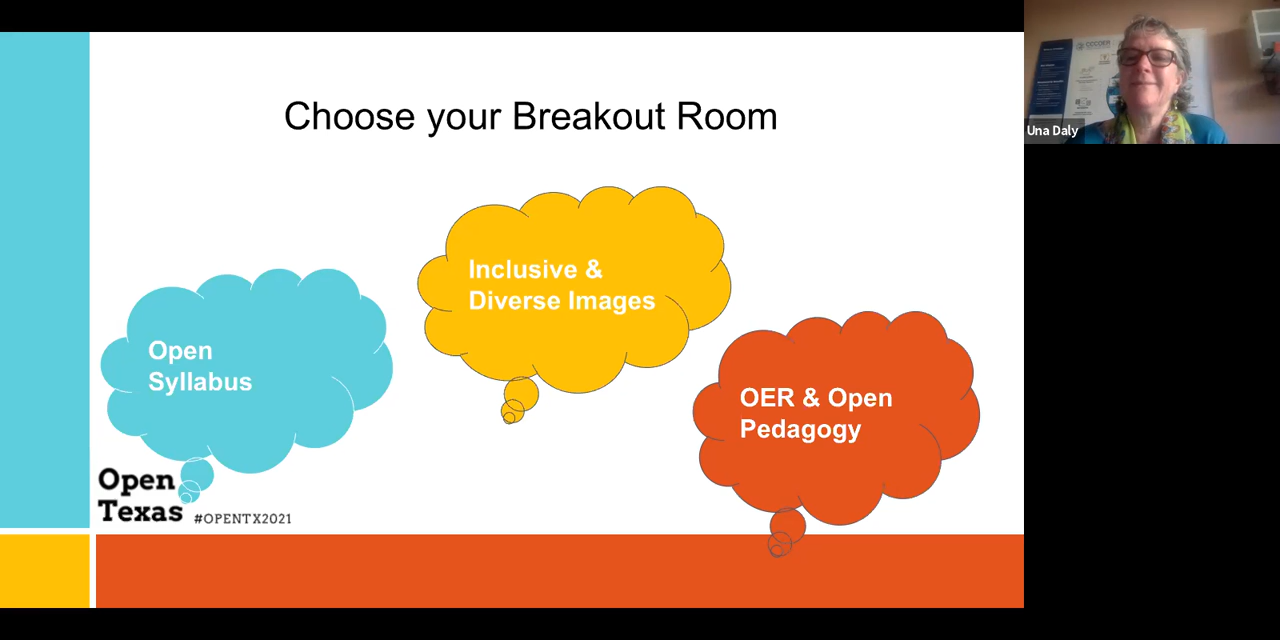 Choose your Breakout Room
Inclusive &
Diverse Images
Open
Syllabus
OER & Open
Pedagogy
Open
Texas
#OPENTX2021
Una Daly